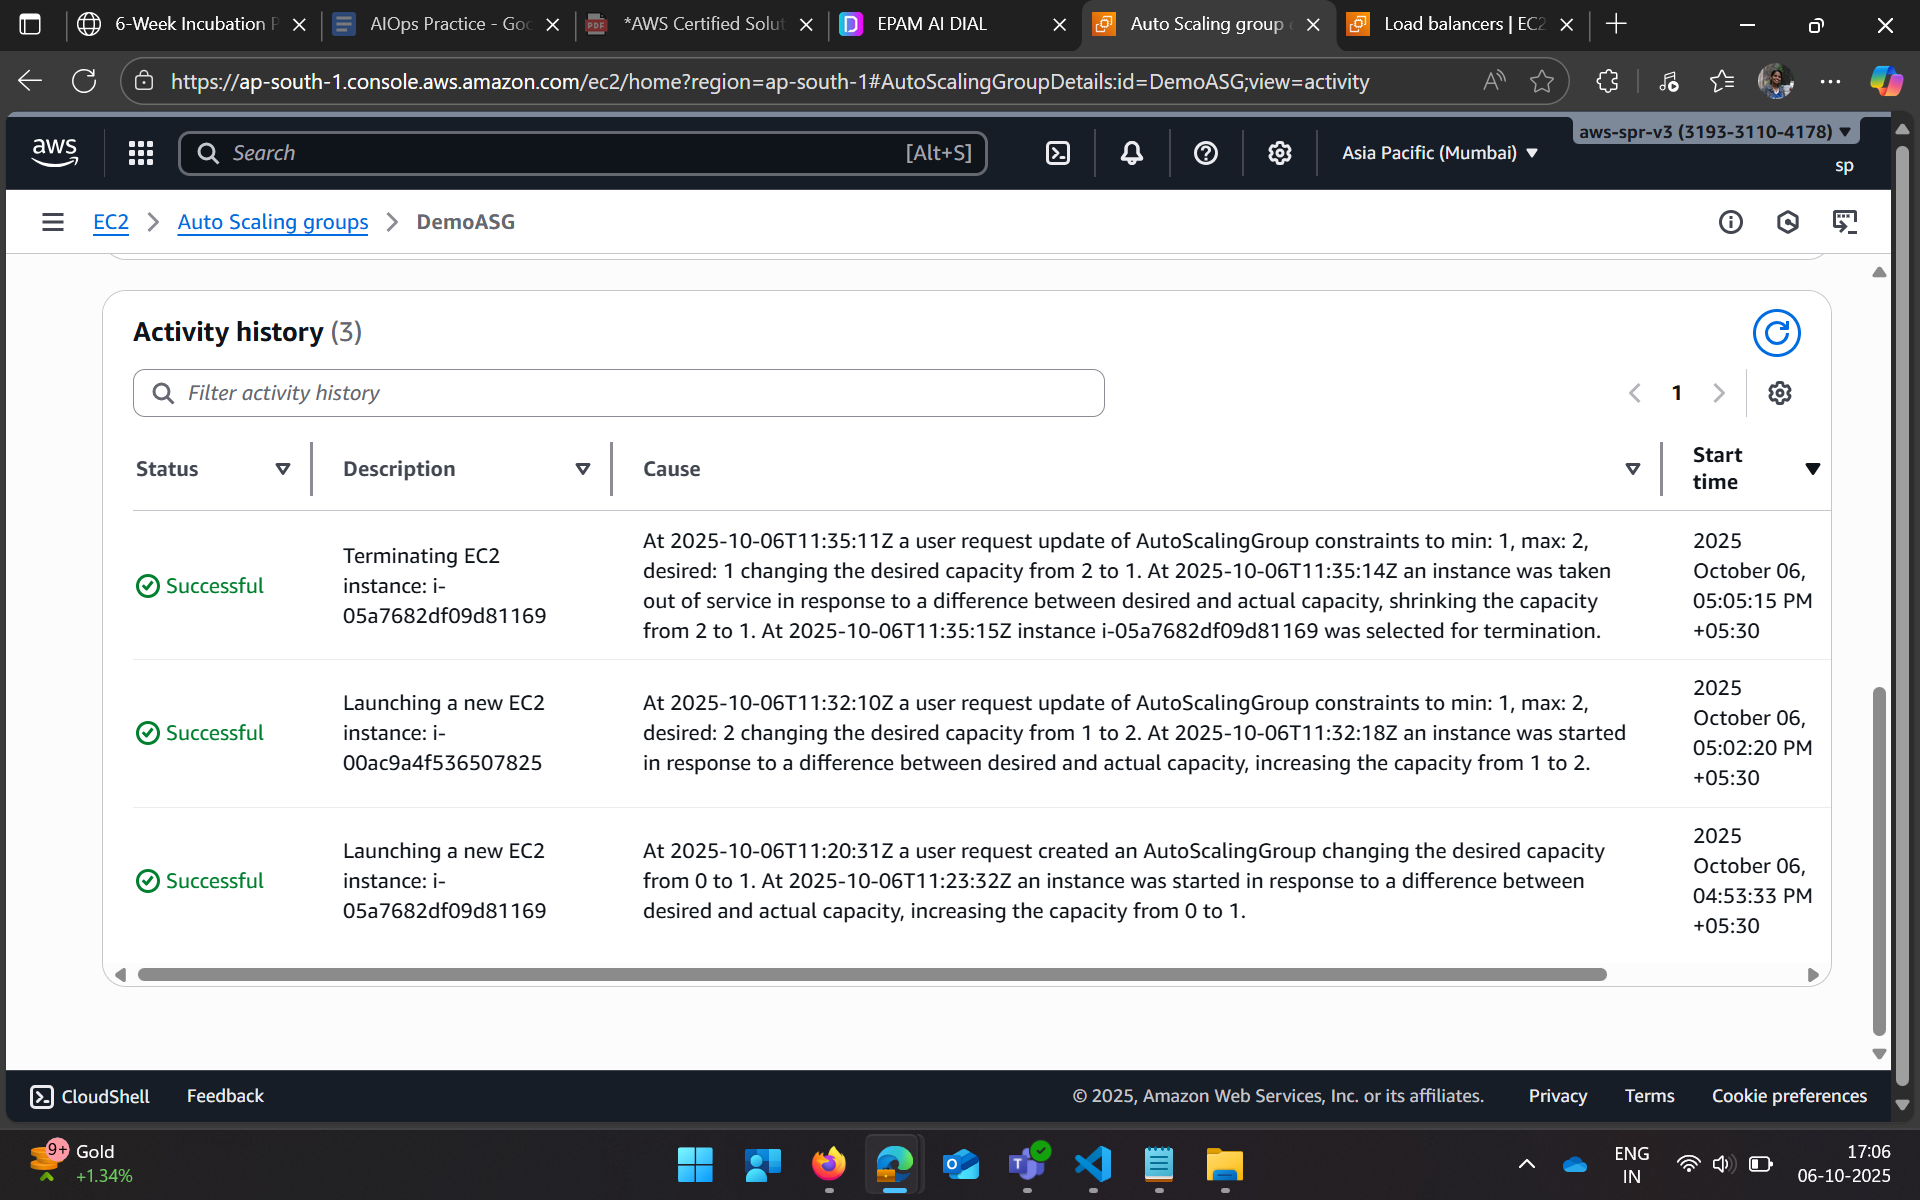 6-Week Incubation P
AIOps Practice - Goo
*AWS Certified Solut
EPAM AI DIAL
Auto Scaling group
Load balancers | EC2
https://ap-south-1.console.aws.amazon.com/ec2/home?region=ap-south-1#AutoScalingGroupDetails:id=DemoASG;view=activity
aws
Search
[Alt+S]
Asia Pacific (Mumbai)
aws-spr-v3 (3193-3110-4178)
sp
EC2
Auto Scaling groups
DemoASG
Activity history (3)
Filter activity history
1
Status
Description
Cause
Start
time
Successful
Terminating EC2
instance: i-
05a7682df09d81169
At 2025-10-06T11:35:11Z a user request update of AutoScalingGroup constraints to min: 1, max: 2,
desired: 1 changing the desired capacity from 2 to 1. At 2025-10-06T11:35:14Z an instance was taken
out of service in response to a difference between desired and actual capacity, shrinking the capacity
from 2 to 1. At 2025-10-06T11:35:15Z instance i-05a7682df09d81169 was selected for termination.
2025
October 06,
05:05:15 PM
+05:30
Successful
Launching a new EC2
instance: i-
00ac9a4f536507825
At 2025-10-06T11:32:10Z a user request update of AutoScalingGroup constraints to min: 1, max: 2,
desired: 2 changing the desired capacity from 1 to 2. At 2025-10-06T11:32:18Z an instance was started
in response to a difference between desired and actual capacity, increasing the capacity from 1 to 2.
2025
October 06,
05:02:20 PM
+05:30
Successful
Launching a new EC2
instance: i-
05a7682df09d81169
At 2025-10-06T11:20:31Z a user request created an AutoScalingGroup changing the desired capacity
from 0 to 1. At 2025-10-06T11:23:32Z an instance was started in response to a difference between
desired and actual capacity, increasing the capacity from 0 to 1.
2025
October 06,
04:53:33 PM
+05:30
CloudShell
Feedback
© 2025, Amazon Web Services, Inc. or its affiliates.
Privacy
Terms
Cookie preferences
9+
Gold
+1.34%
ENG
IN
17:06
06-10-2025